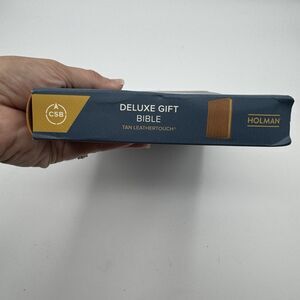 CSB
DELUXE GIFT
BIBLE
TAN LEATHERTOUCH®
HOLMAN